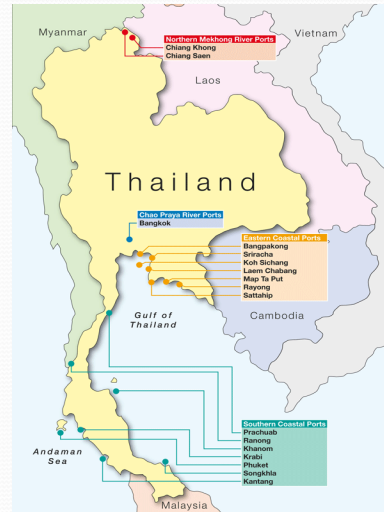 Myanmar
Vietnam
Northern Mekhong River Ports
Chiang Khong
Chiang Saen
Laos
Thailand
Chao Praya River Ports
Bangkok
Eastern Coastal Ports
Bangpakong
Sriracha
Koh Sichang
Laem Chabang
Map Ta Put
Rayong
Sattahip
Gulf of
Thailand
Cambodia
Southern Coastal Ports
Prachuab
Ranong
Khanom
Krabi
Phuket
Songkhla
Kantang
Andaman
Sea
Malaysia